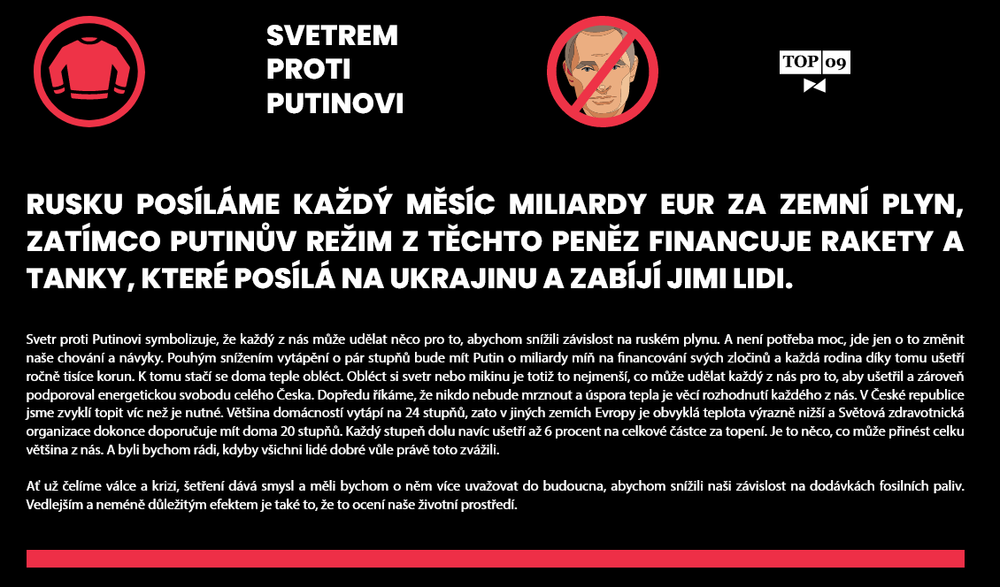 SVETREM
PROTI
PUTINOVI
TOP 09
RUSKU POSÍLÁME KAŽDÝ MĚSÍC MILIARDY EUR ZA ZEMNÍ PLYN,
ZATÍMCO PUTINŮV REŽIM Z TĚCHTO PENĚZ FINANCUJE RAKETY A
TANKY, KTERÉ POSÍLÁ NA UKRAJINU A ZABÍJÍ JIMI LIDI.
Svetr proti Putinovi symbolizuje, že každý z nás může udělat něco pro to, abychom snížili závislost na ruském plynu. A není potřeba moc, jde jen o to změnit
naše chování a návyky. Pouhým snížením vytápění o pár stupňů bude mít Putin o miliardy míň na financování svých zločinů a každá rodina díky tomu ušetří
ročně tisíce korun. K tomu stačí se doma teple obléct. Obléct si svetr nebo mikinu je totiž to nejmenší, co může udělat každý z nás pro to, aby ušetřil a zároveň
podporoval energetickou svobodu celého Česka. Dopředu říkáme, že nikdo nebude mrznout a úspora tepla je věcí rozhodnutí každého z nás. V České republice
jsme zvyklí topit víc než je nutné. Většina domácností vytápí na 24 stupňů, zato v jiných zemích Evropy je obvyklá teplota výrazně nižší a Světová zdravotnická
organizace dokonce doporučuje mít doma 20 stupňů. Každý stupeň dolu navíc ušetří až 6 procent na celkové částce za topení. Je to něco, co může přinést celku
většina z nás. A byli bychom rádi, kdyby všichni lidé dobré vůle právě toto zvážili.
Ať už čelíme válce a krizi, šetření dává smysl a měli bychom o něm více uvažovat do budoucna, abychom snížili naši závislost na dodávkách fosilních paliv.
Vedlejším a neméně důležitým efektem je také to, že to ocení naše životní prostředí.